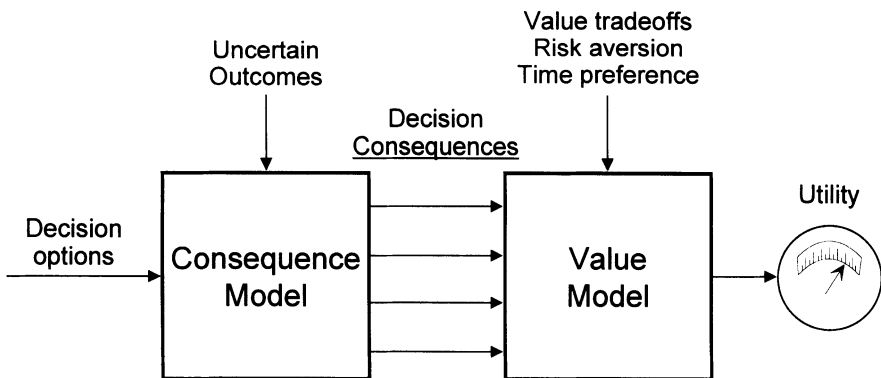 Uncertain
Outcomes
Value tradeoffs
Risk aversion
Time preference
Decision
Consequences
Decision
options
Consequence
Model
Value
Model
Utility